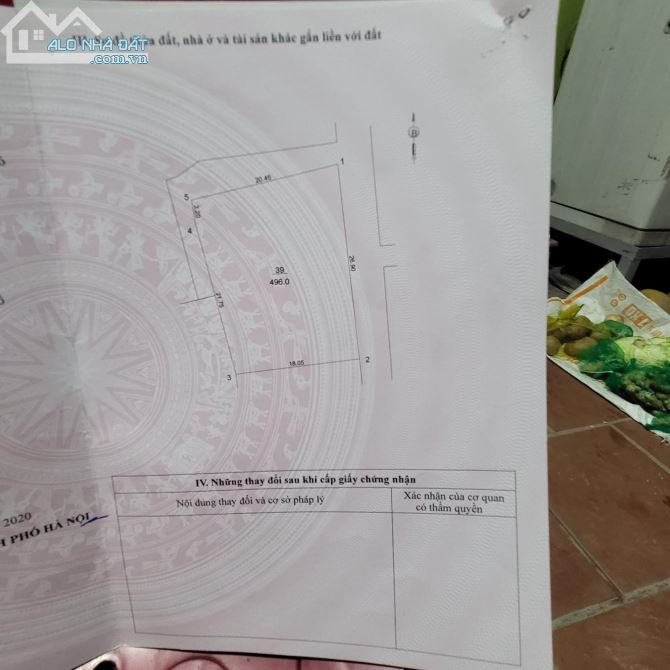 ALO NHÀ ĐẤT
.com.vn
đất, nhà ở và tài sản khác gắn liền với đất
B
1
20.45
5
3.20
4
26.90
39
496.0
21.75
18.05
2
3
IV. Những thay đổi sau khi cấp giấy chứng nhận
Nội dung thay đổi và cơ sở pháp lý
Xác nhận của cơ quan
có thẩm quyền
2020
PHỐ HÀ NỘI